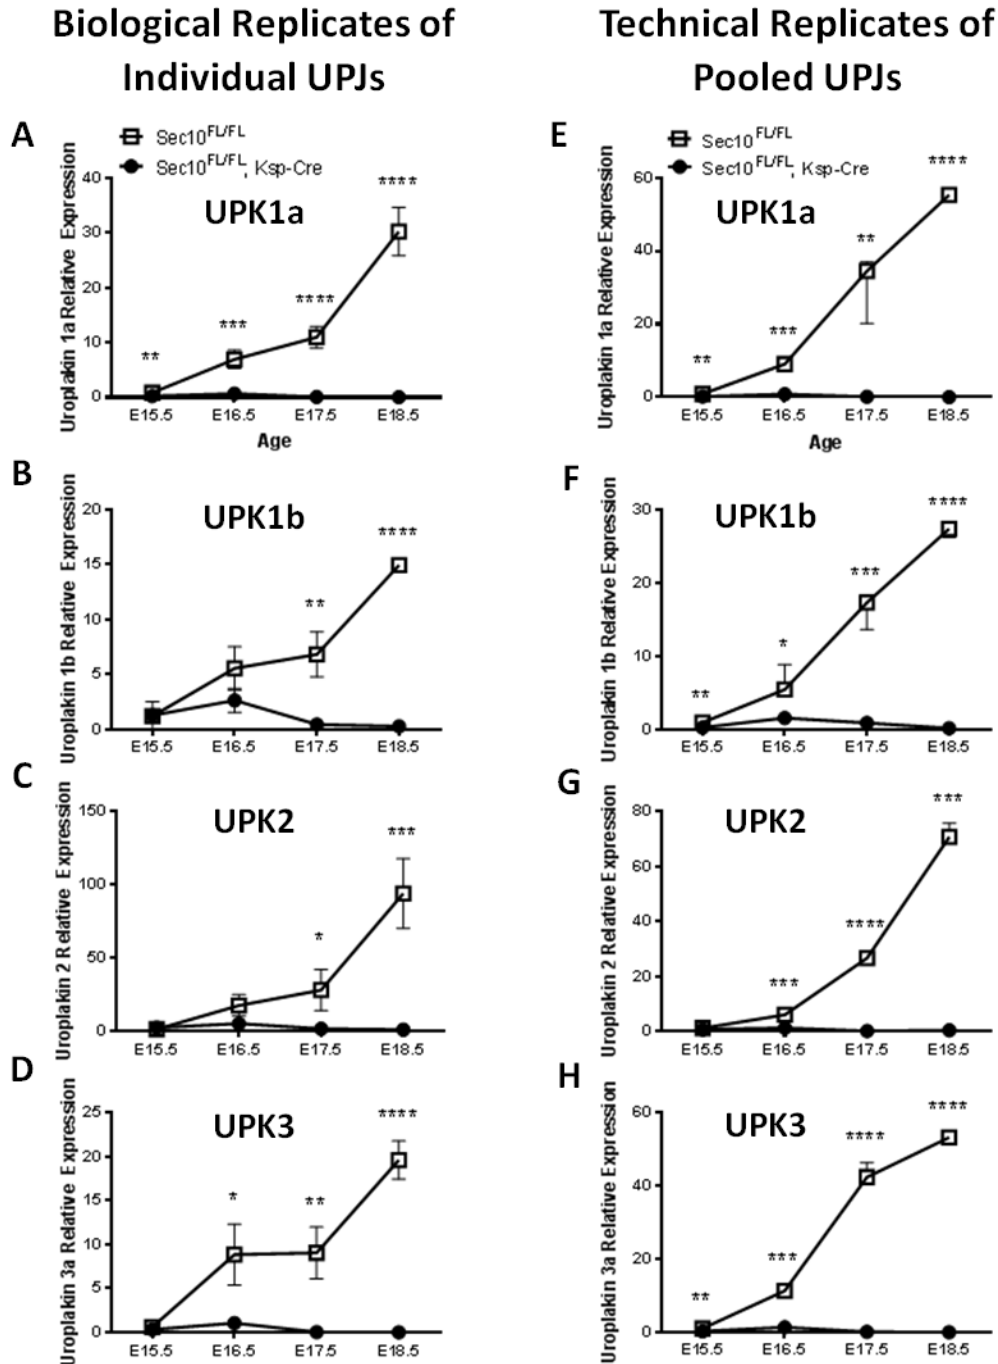 Biological Replicates of
Individual UPJs
Technical Replicates of
Pooled UPJs
A
Sec10FL/FL
Sec10FL/FL, Ksp-Cre
UPK1a
Uroplakin 1a Relative Expression
40
30
20
10
0
**
***
****
****
E15.5 E16.5 E17.5 E18.5
Age
B
UPK1b
Uroplakin 1b Relative Expression
20
15
10
5
0
**
****
E15.5 E16.5 E17.5 E18.5
C
UPK2
Uroplakin 2 Relative Expression
150
100
50
0
*
***
E15.5 E16.5 E17.5 E18.5
D
UPK3
Uroplakin 3a Relative Expression
25
20
15
10
5
0
*
**
****
E15.5 E16.5 E17.5 E18.5
E
Sec10FL/FL
Sec10FL/FL, Ksp-Cre
UPK1a
Uroplakin 1a Relative Expression
60
40
20
0
**
***
**
****
E15.5 E16.5 E17.5 E18.5
Age
F
UPK1b
Uroplakin 1b Relative Expression
30
20
10
0
**
*
***
****
E15.5 E16.5 E17.5 E18.5
G
UPK2
Uroplakin 2 Relative Expression
80
60
40
20
0
***
****
***
E15.5 E16.5 E17.5 E18.5
H
UPK3
Uroplakin 3a Relative Expression
60
40
20
0
**
***
****
****
E15.5 E16.5 E17.5 E18.5